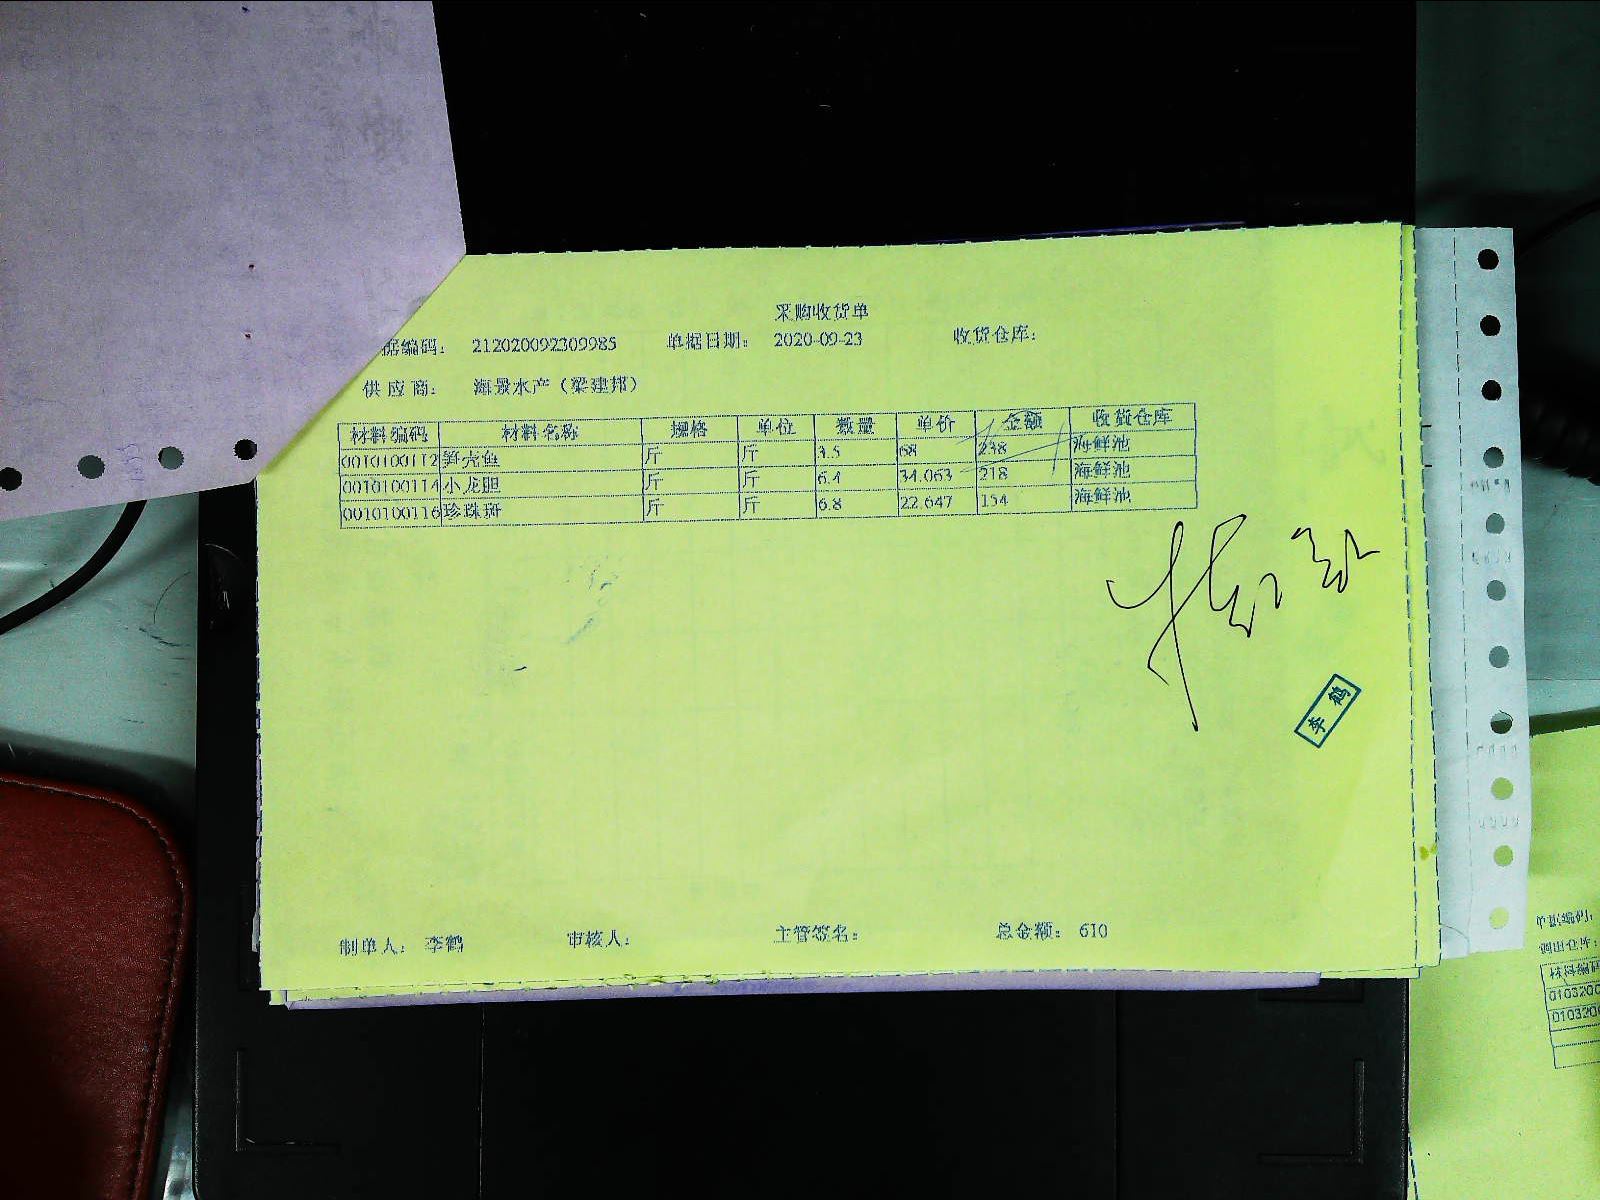 采购收货单
据编码： 212020092309985 单据日期： 2020-09-23 收货仓库：
供应商： 海景水产（梁建邦）
材料编码 材料名称 规格 单位 数量 单价 金额 收货仓库
0010100112 笋壳鱼 斤 斤 3.5 68 238 海鲜池
0010100114 小龙胆 斤 斤 6.4 34.063 218 海鲜池
0010100116 珍珠斑 斤 斤 6.8 22.647 154 海鲜池
李鹤
制单人： 李鹤 审核人： 主管签名： 总金额： 610
010320
010320